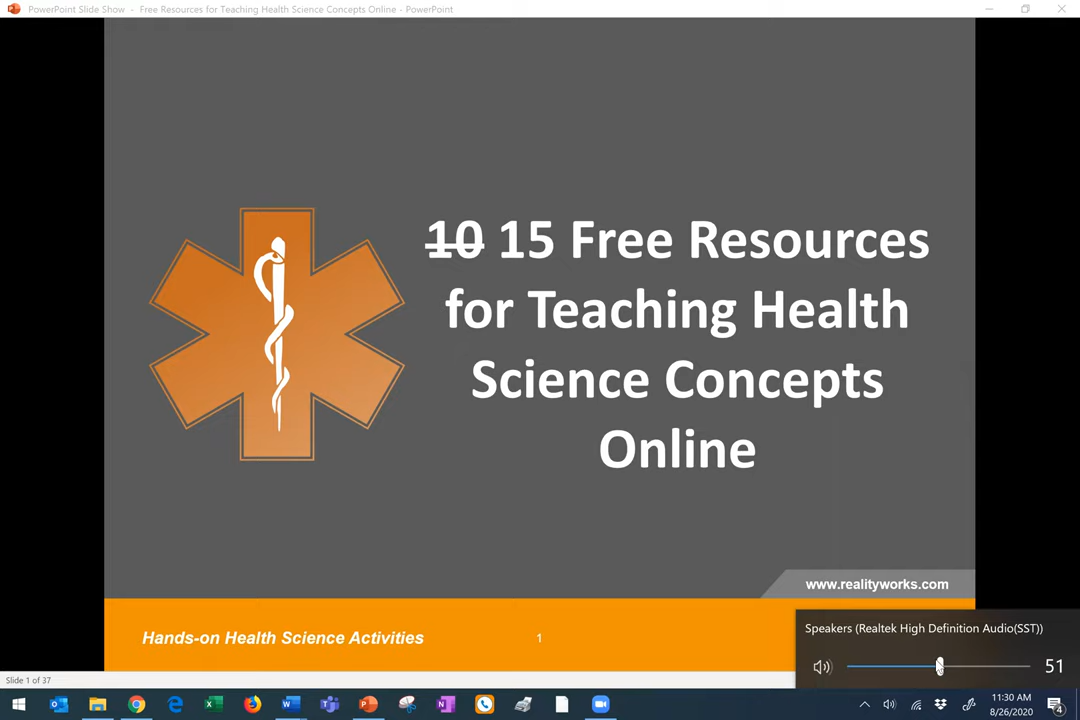 PowerPoint Slide Show - Free Resources for Teaching Health Science Concepts Online - PowerPoint
10 15 Free Resources
for Teaching Health
Science Concepts
Online
www.realityworks.com
Hands-on Health Science Activities
1
Speakers (Realtek High Definition Audio(SST))
51
Slide 1 of 37
11:30 AM
8/26/2020
4